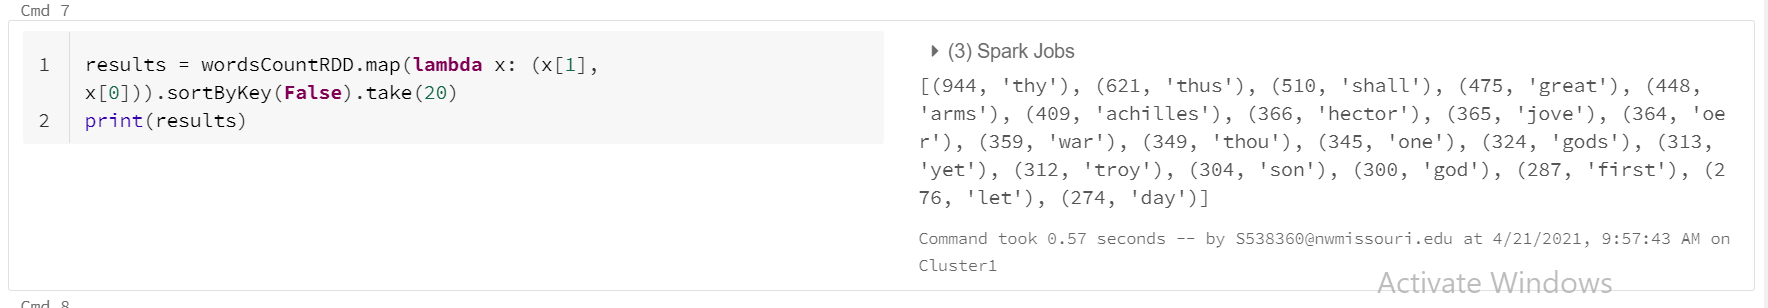 Cmd 7
1 results = wordsCountRDD.map(lambda x: (x[1],
x[0])).sortByKey(False).take(20)
2 print(results)
(3) Spark Jobs
[(944, 'thy'), (621, 'thus'), (510, 'shall'), (475, 'great'), (448,
'arms'), (409, 'achilles'), (366, 'hector'), (365, 'jove'), (364, 'oe
r'), (359, 'war'), (349, 'thou'), (345, 'one'), (324, 'gods'), (313,
'yet'), (312, 'troy'), (304, 'son'), (300, 'god'), (287, 'first'), (2
76, 'let'), (274, 'day')]
Command took 0.57 seconds -- by S538360@nwmissouri.edu at 4/21/2021, 9:57:43 AM on
Cluster1
Activate Windows
Cmd 8